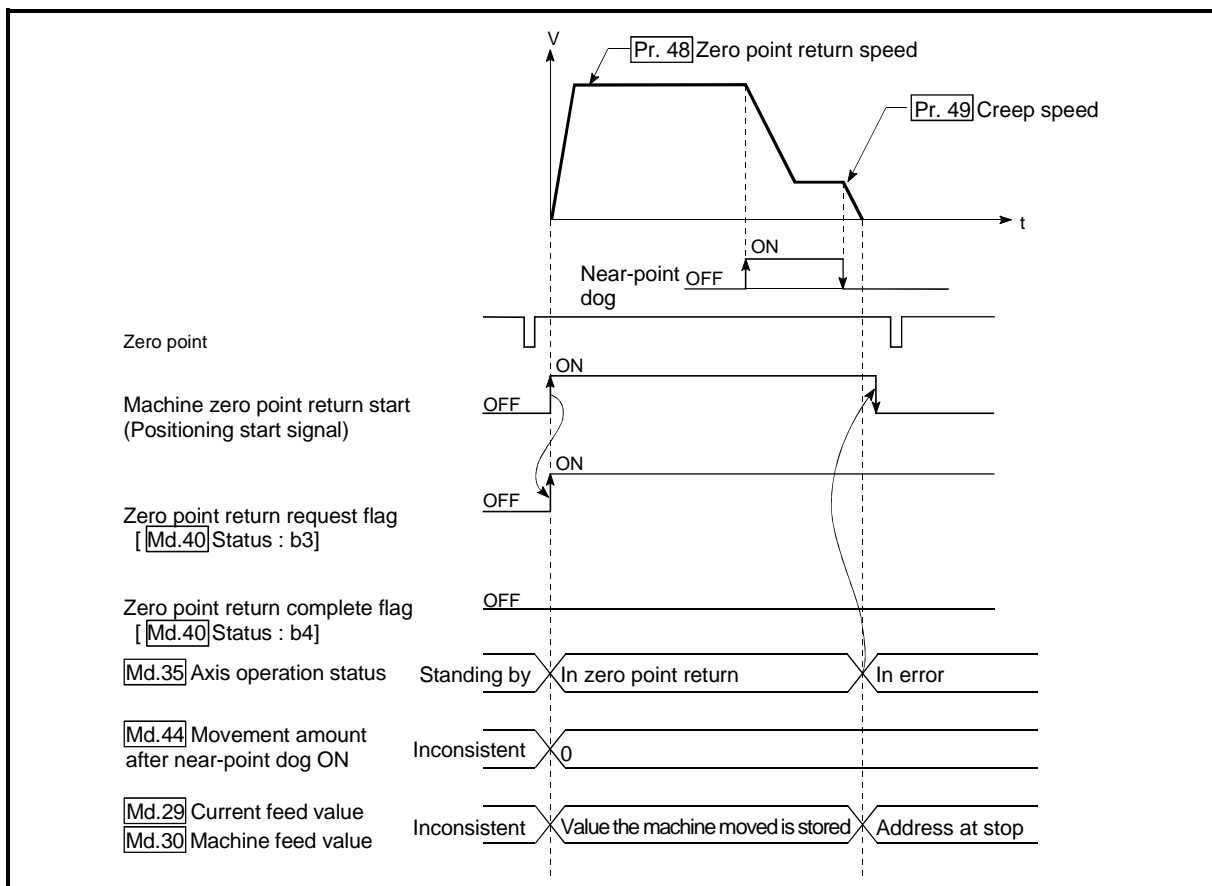 V
Pr. 48 Zero point return speed
Pr. 49 Creep speed
t
ON
Near-point
dog
OFF
Zero point
ON
Machine zero point return start
(Positioning start signal)
OFF
ON
OFF
Zero point return request flag
[ Md.40 Status : b3]
Zero point return complete flag
[ Md.40 Status : b4]
OFF
Md.35 Axis operation status
Standing by
In zero point return
In error
Md.44 Movement amount
after near-point dog ON
Inconsistent
0
Md.29 Current feed value
Md.30 Machine feed value
Inconsistent
Value the machine moved is stored
Address at stop